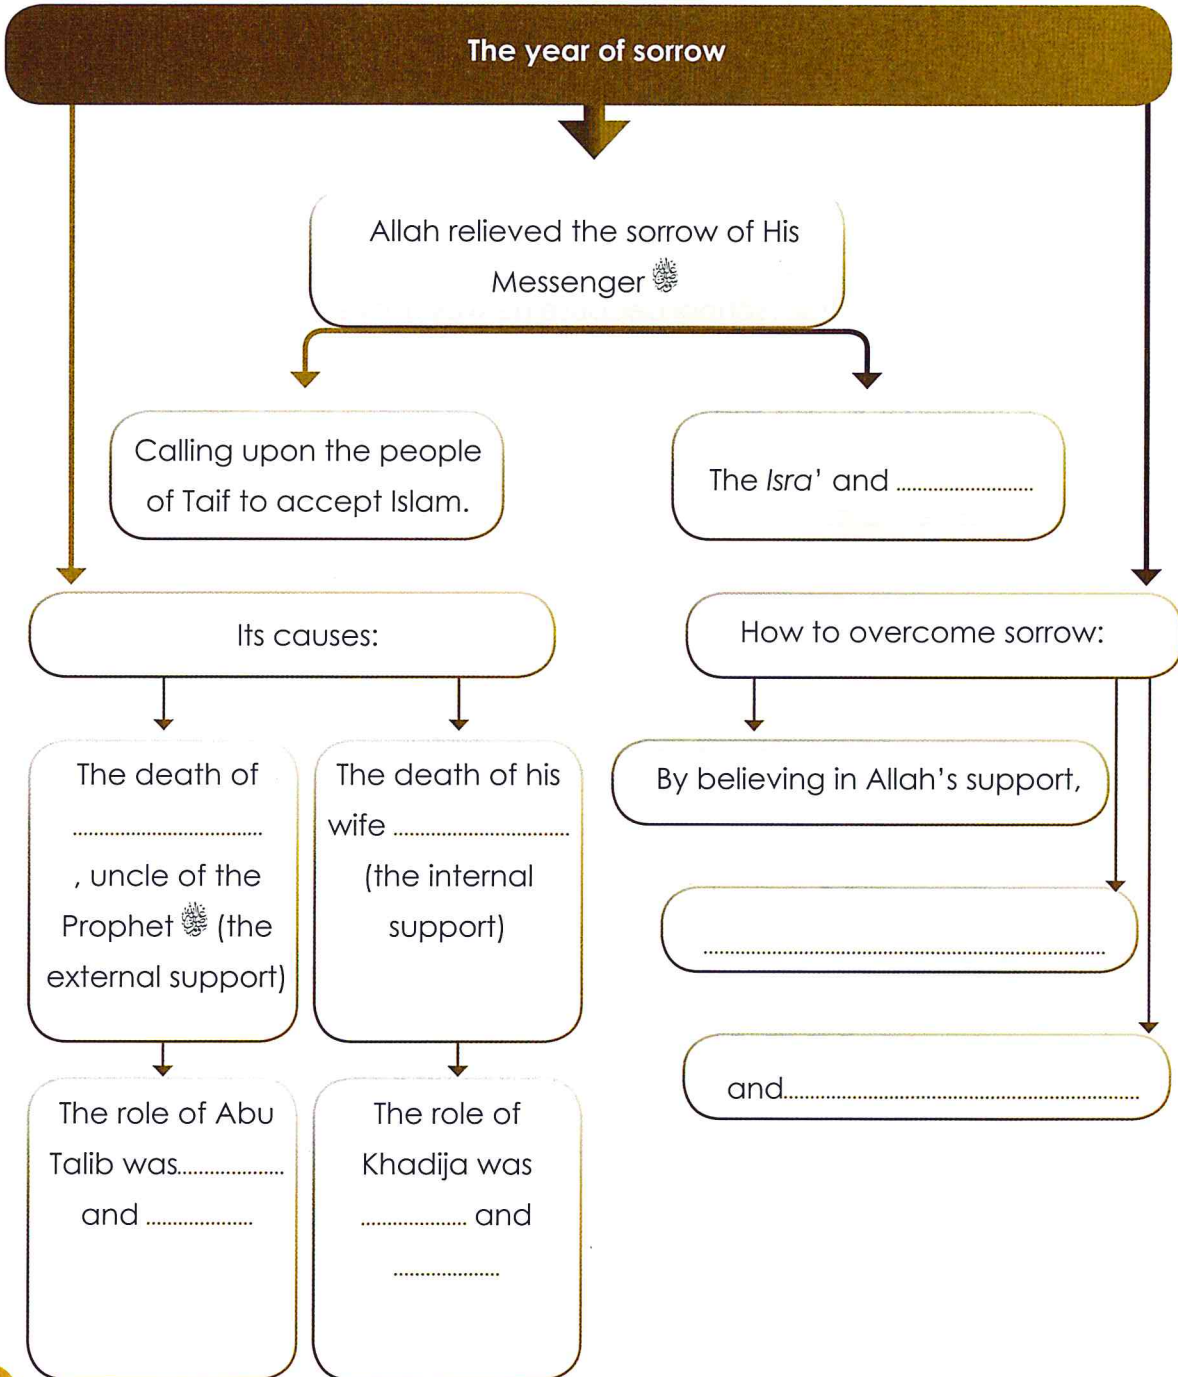 The year of sorrow
Allah relieved the sorrow of His
Messenger ﷺ
Calling upon the people
of Taif to accept Islam.
The Isra' and ........................
Its causes:
How to overcome sorrow:
The death of
.................................
, uncle of the
Prophet ﷺ (the
external support)
The death of his
wife ...............................
(the internal
support)
By believing in Allah's support,
......................................................................
and..............................................................
The role of Abu
Talib was...................
and ...................
The role of
Khadija was
................... and
...................